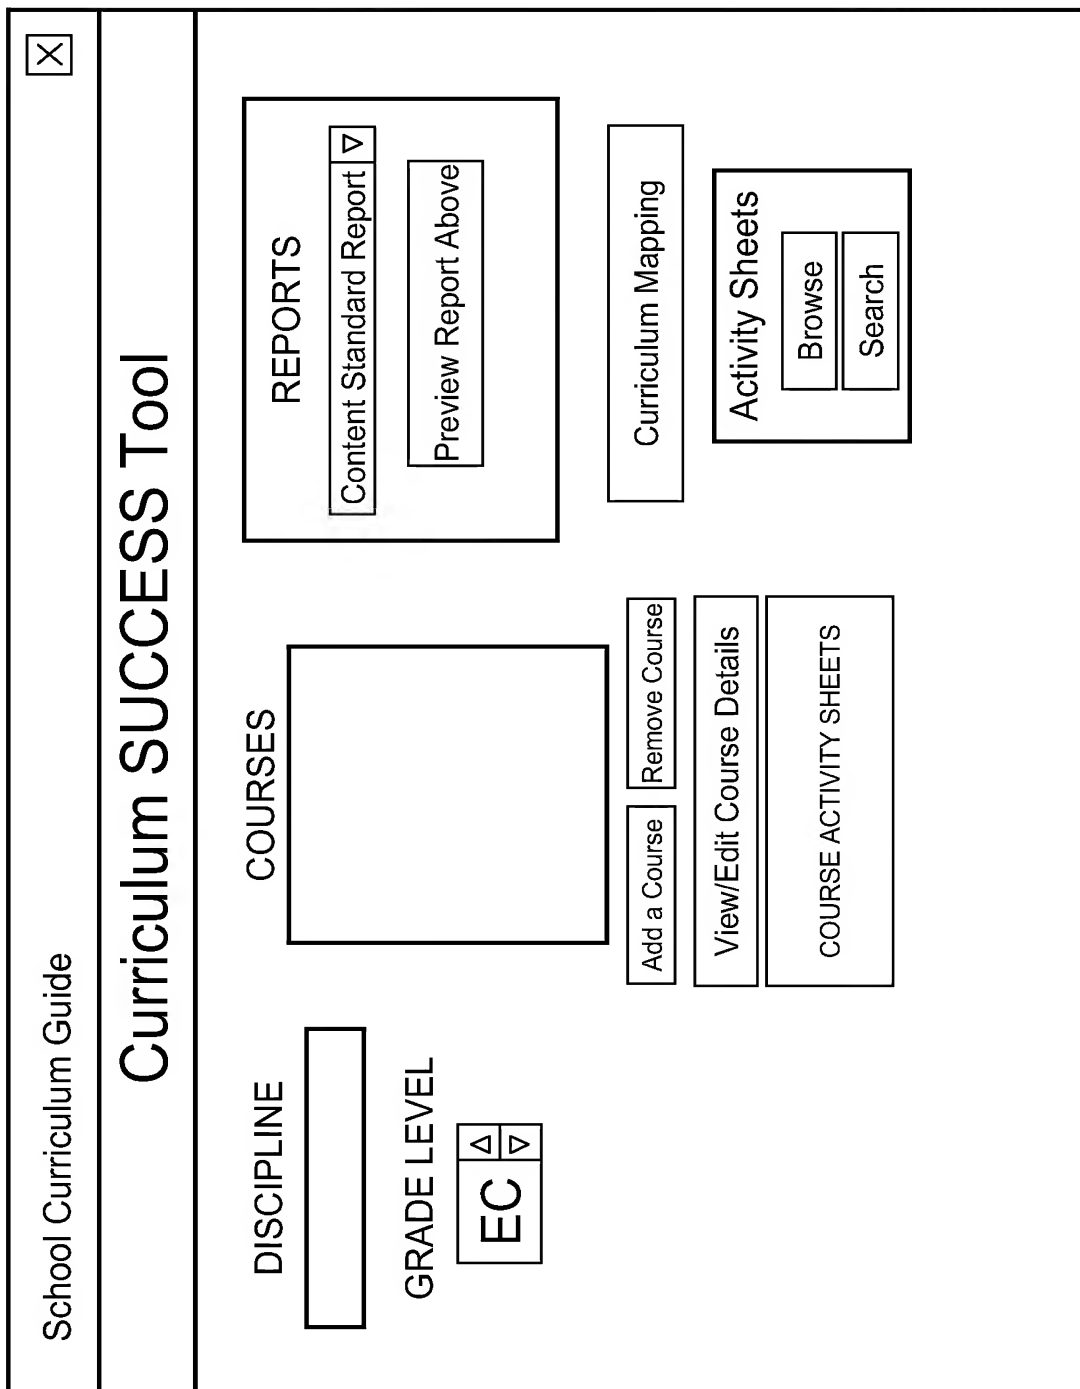 School Curriculum Guide
Curriculum SUCCESS Tool
DISCIPLINE
GRADE LEVEL
EC
COURSES
Add a Course
Remove Course
View/Edit Course Details
COURSE ACTIVITY SHEETS
REPORTS
Content Standard Report
Preview Report Above
Curriculum Mapping
Activity Sheets
Browse
Search